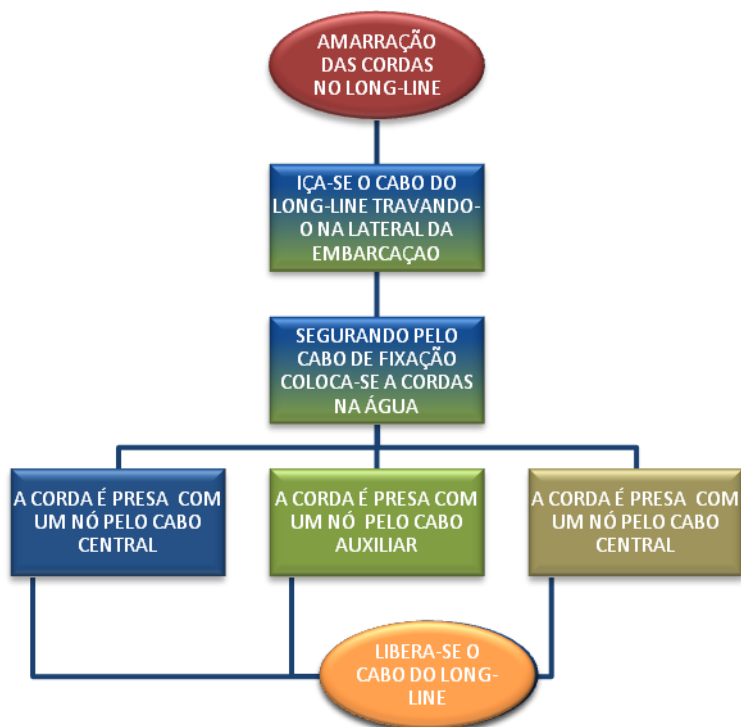 AMARRAÇÃO
DAS CORDAS
NO LONG-LINE
IÇA-SE O CABO DO
LONG-LINE TRAVANDO-
O NA LATERAL DA
EMBARCAÇAO
SEGURANDO PELO
CABO DE FIXAÇÃO
COLOCA-SE A CORDAS
NA ÁGUA
A CORDA É PRESA COM
UM NÓ PELO CABO
CENTRAL
A CORDA É PRESA COM
UM NÓ PELO CABO
AUXILIAR
A CORDA É PRESA COM
UM NÓ PELO CABO
CENTRAL
LIBERA-SE O
CABO DO LONG-
LINE